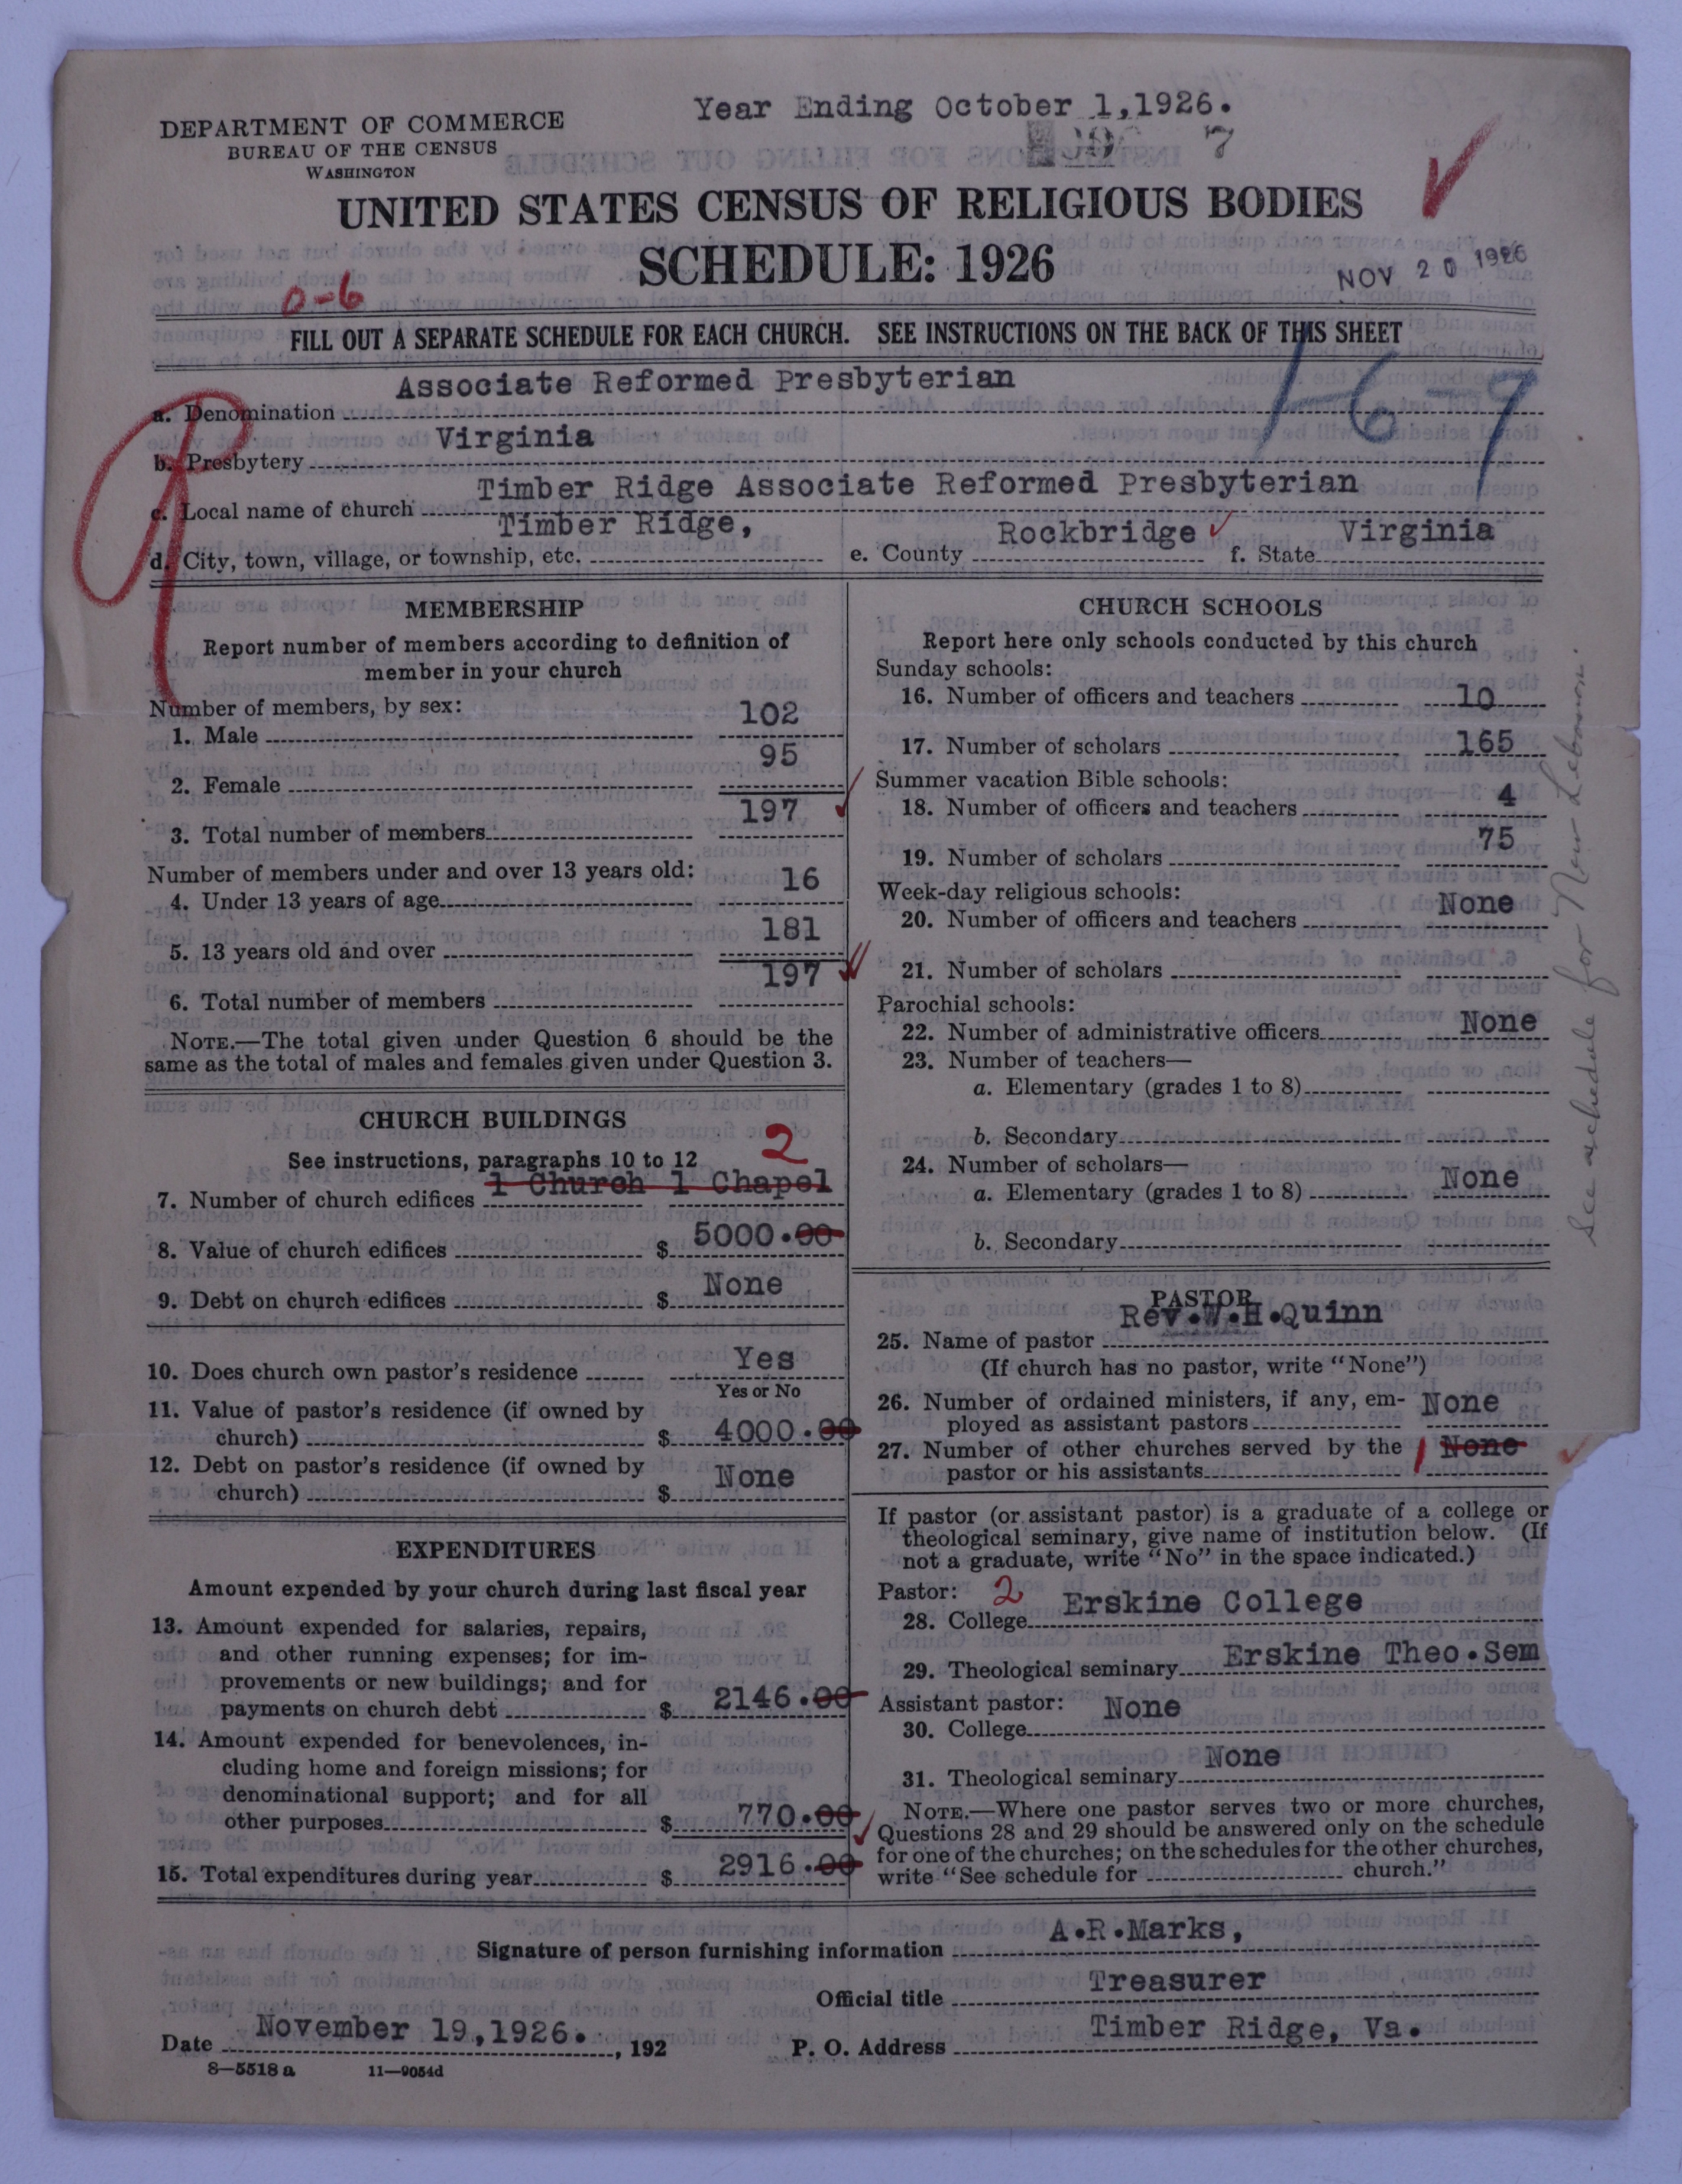 Year Ending October 1,1926.
7
DEPARTMENT OF COMMERCE
BUREAU OF THE CENSUS
WASHINGTON
UNITED STATES CENSUS OF RELIGIOUS BODIES
SCHEDULE: 1926
NOV 20 1926
0-6
FILL OUT A SEPARATE SCHEDULE FOR EACH CHURCH. SEE INSTRUCTIONS ON THE BACK OF THIS SHEET
16-9
a. Denomination Associate Reformed Presbyterian
b. Presbytery Virginia
c. Local name of church Timber Ridge Associate Reformed Presbyterian
d. City, town, village, or township, etc. Timber Ridge, e. County Rockbridge f. State Virginia
MEMBERSHIP
Report number of members according to definition of
member in your church
Number of members, by sex:
1. Male 102
2. Female 95
3. Total number of members 197
Number of members under and over 13 years old:
4. Under 13 years of age 16
5. 13 years old and over 181
6. Total number of members 197
NOTE.—The total given under Question 6 should be the
same as the total of males and females given under Question 3.
CHURCH BUILDINGS
See instructions, paragraphs 10 to 12
2
7. Number of church edifices 1 Church 1 Chapel
8. Value of church edifices $ 5000.00
9. Debt on church edifices $ None
10. Does church own pastor's residence Yes
Yes or No
11. Value of pastor's residence (if owned by
church) $ 4000.00
12. Debt on pastor's residence (if owned by
church) $ None
EXPENDITURES
Amount expended by your church during last fiscal year
13. Amount expended for salaries, repairs,
and other running expenses; for im-
provements or new buildings; and for
payments on church debt $ 2146.00
14. Amount expended for benevolences, in-
cluding home and foreign missions; for
denominational support; and for all
other purposes $ 770.00
15. Total expenditures during year $ 2916.00
CHURCH SCHOOLS
Report here only schools conducted by this church
Sunday schools:
16. Number of officers and teachers 10
17. Number of scholars 165
Summer vacation Bible schools:
18. Number of officers and teachers 4
19. Number of scholars 75
Week-day religious schools:
20. Number of officers and teachers None
21. Number of scholars
Parochial schools:
22. Number of administrative officers None
23. Number of teachers—
a. Elementary (grades 1 to 8)
b. Secondary
24. Number of scholars—
a. Elementary (grades 1 to 8) None
b. Secondary
See schedule for New Lebanon.
PASTOR
25. Name of pastor Rev.W.H.Quinn
(If church has no pastor, write "None")
26. Number of ordained ministers, if any, em-
ployed as assistant pastors None
27. Number of other churches served by the 1 None
pastor or his assistants
If pastor (or assistant pastor) is a graduate of a college or
theological seminary, give name of institution below. (If
not a graduate, write "No" in the space indicated.)
Pastor: 2
28. College Erskine College
29. Theological seminary Erskine Theo.Sem
Assistant pastor:
30. College None
31. Theological seminary None
NOTE.—Where one pastor serves two or more churches,
Questions 28 and 29 should be answered only on the schedule
for one of the churches; on the schedules for the other churches,
write "See schedule for church."
Signature of person furnishing information A.R.Marks,
Official title Treasurer
Date November 19,1926. , 192 P. O. Address Timber Ridge, Va.
8—5518 a 11—9054d